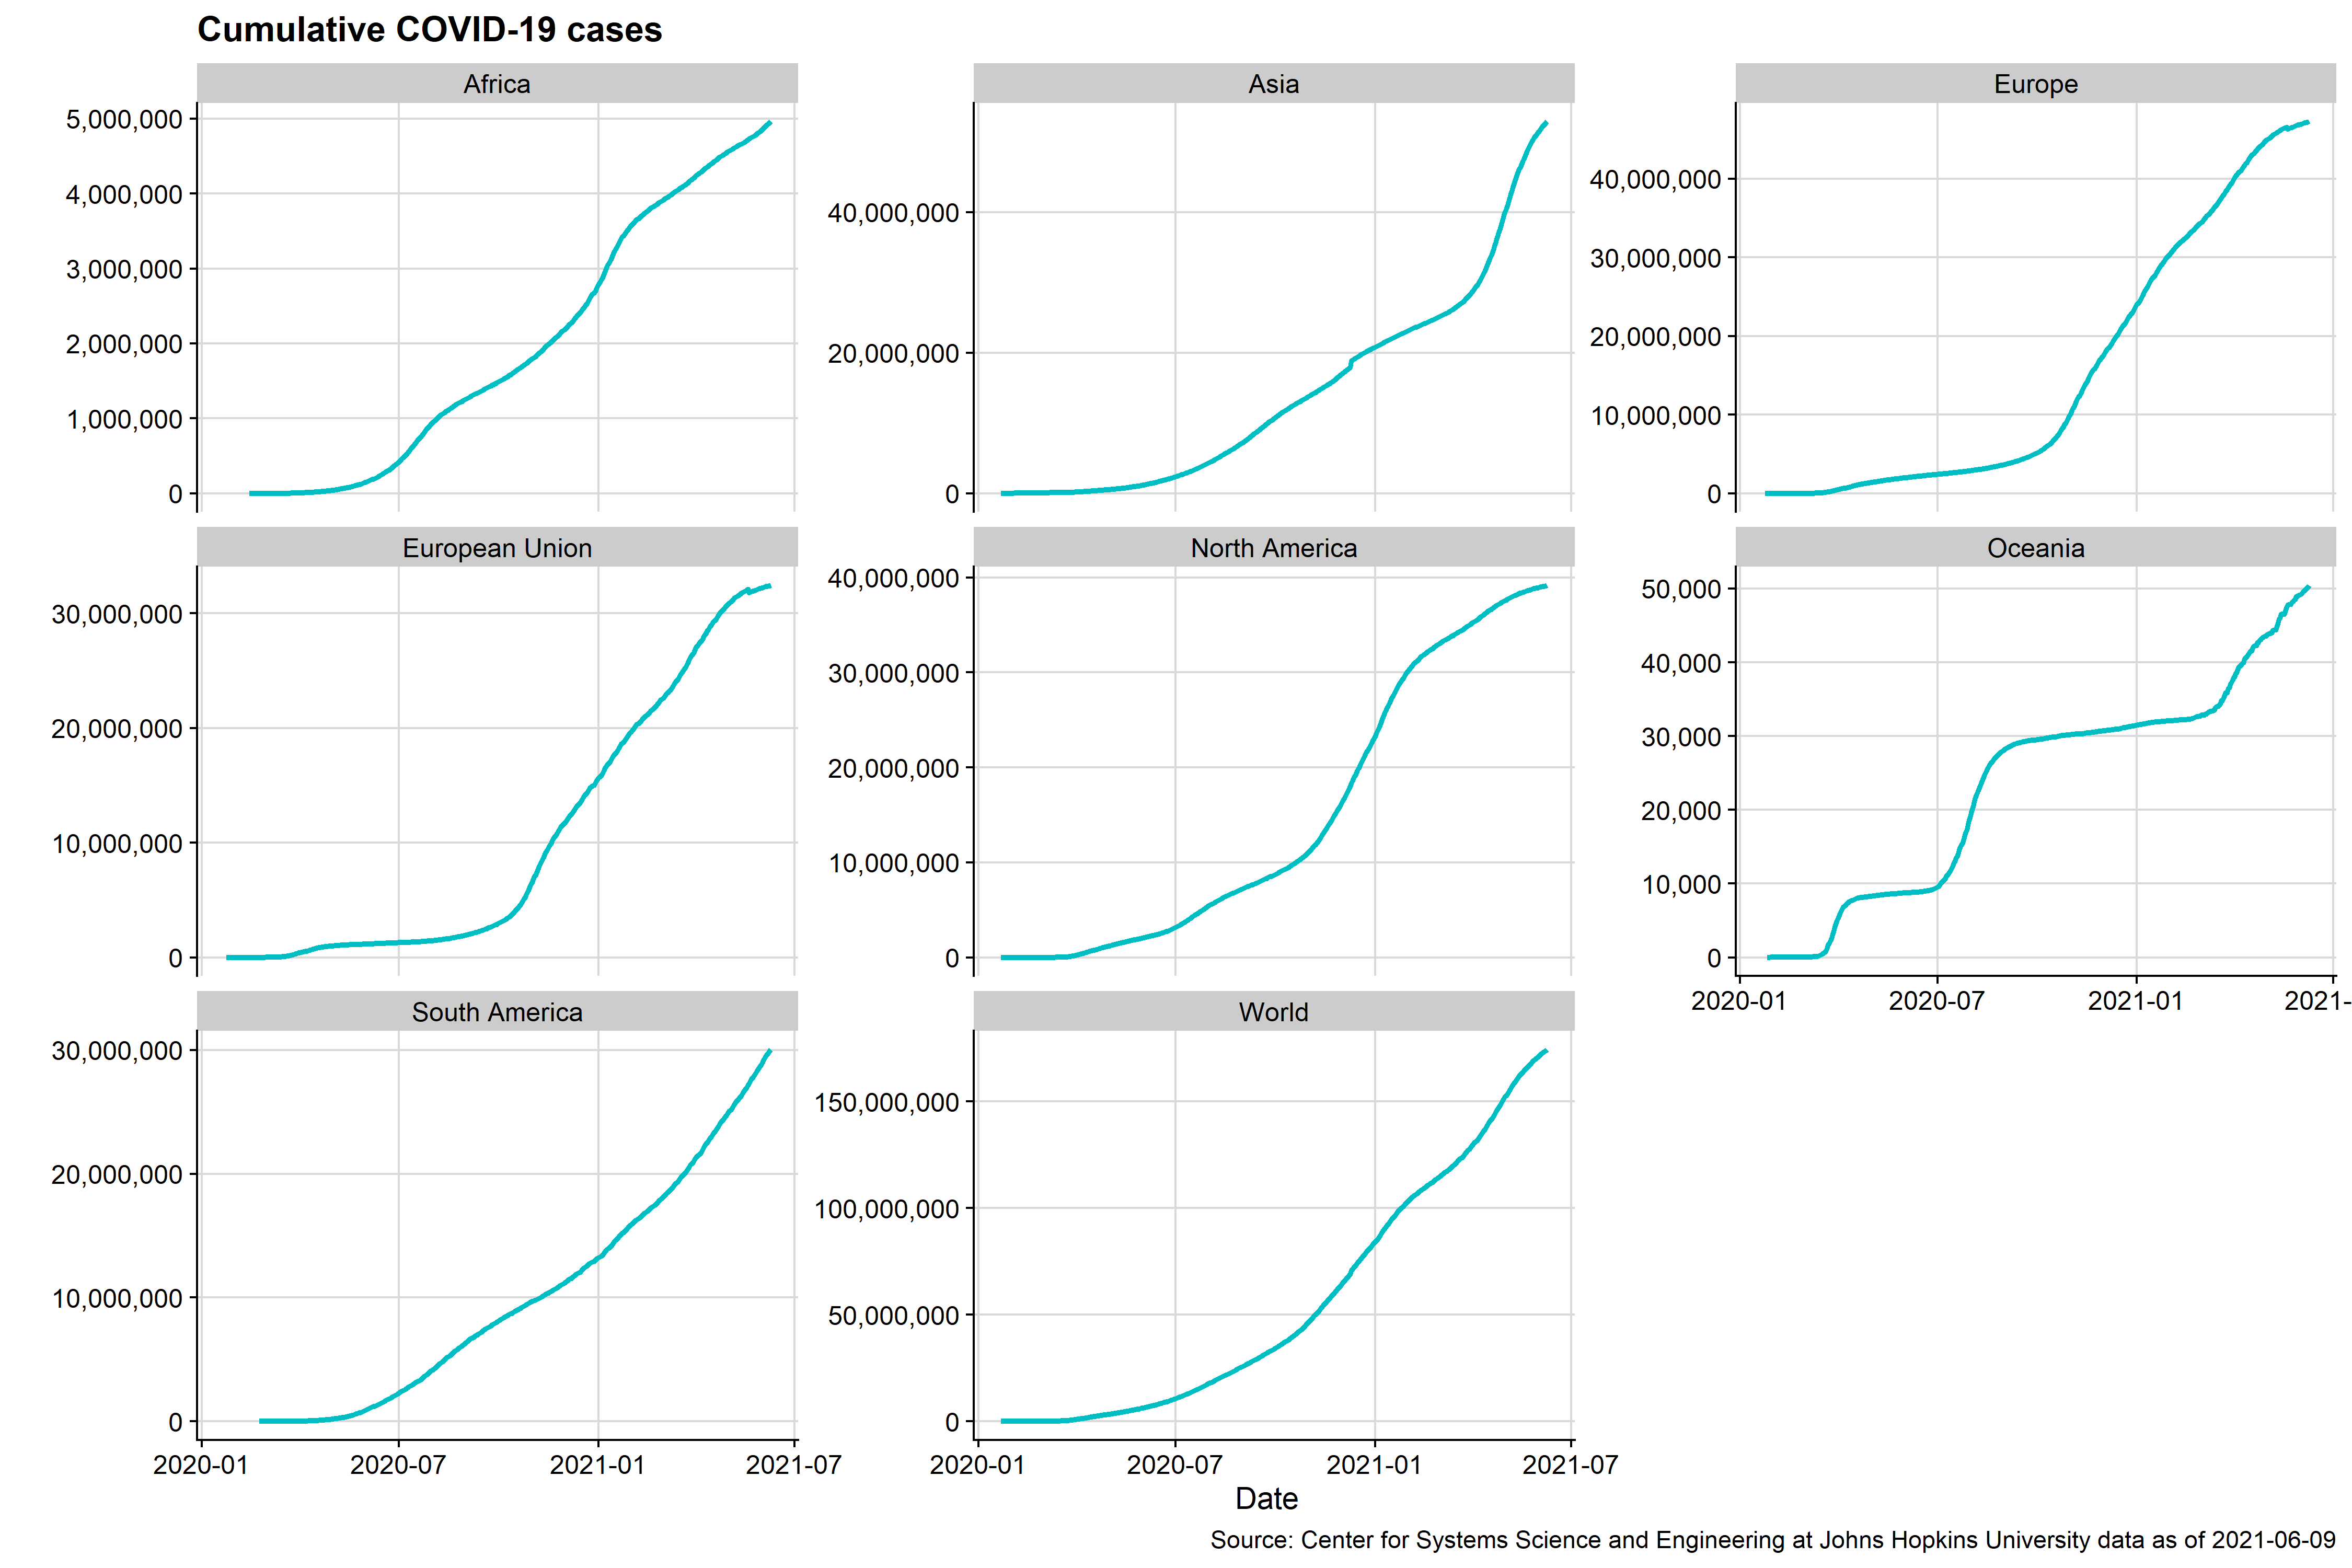 Cumulative COVID-19 cases
Africa
5,000,000
4,000,000
3,000,000
2,000,000
1,000,000
0
Asia
40,000,000
20,000,000
0
Europe
40,000,000
30,000,000
20,000,000
10,000,000
0
European Union
30,000,000
20,000,000
10,000,000
0
North America
40,000,000
30,000,000
20,000,000
10,000,000
0
Oceania
50,000
40,000
30,000
20,000
10,000
0
2020-01 2020-07 2021-01 2021-
South America
30,000,000
20,000,000
10,000,000
0
2020-01 2020-07 2021-01 2021-07
World
150,000,000
100,000,000
50,000,000
0
2020-01 2020-07 2021-01 2021-07
Date
Source: Center for Systems Science and Engineering at Johns Hopkins University data as of 2021-06-09